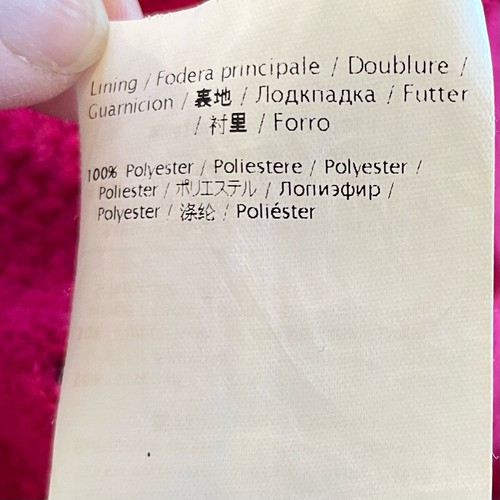 Lining / Fodera principale / Doublure /
Guarnicion / 裏地 / Лодкпадка / Futter
/ 衬里 / Forro
100% Polyester / Poliestere / Polyester /
Poliester / ポリエステル / Лопиэфир /
Polyester / 涤纶 / Poliéster